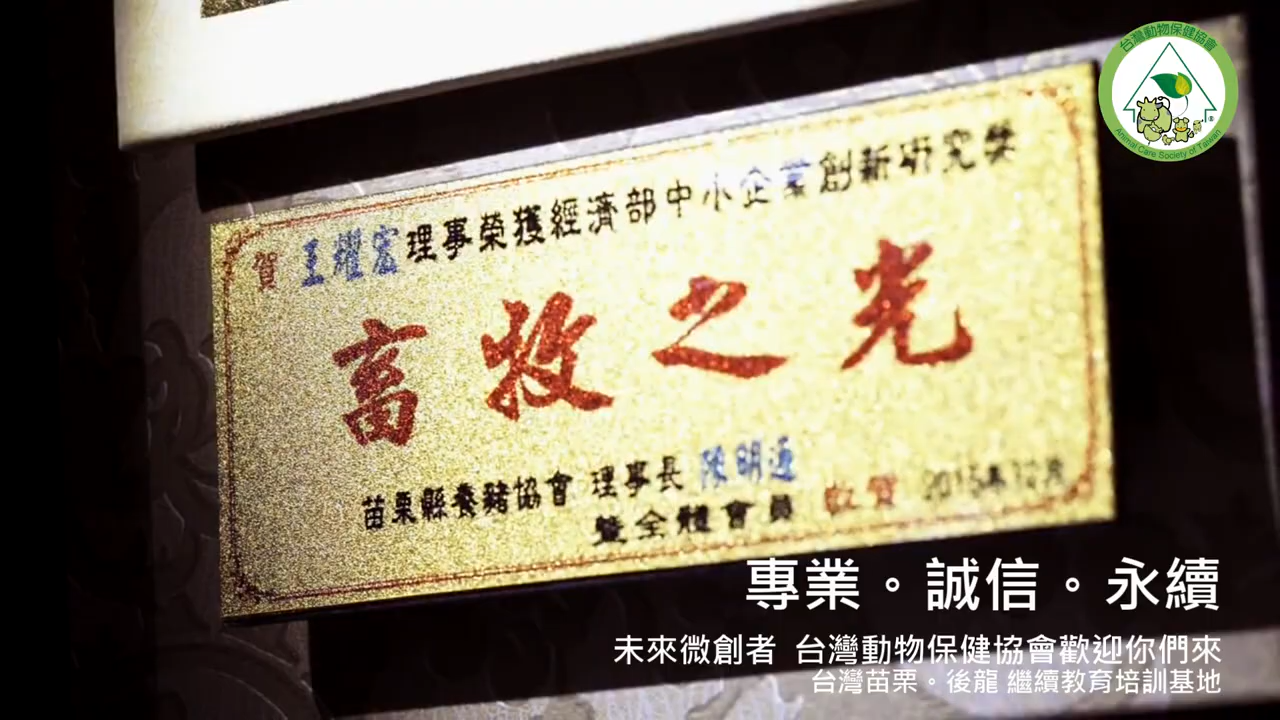 台灣動物保健協會
Animal Care Society of Taiwan
賀 王耀宏理事榮獲經濟部中小企業創新研究獎
畜牧之光
苗栗縣養豬協會 理事長 陳明通
暨全體會員 敬賀 2015年12月
專業。誠信。永續
未來微創者 台灣動物保健協會歡迎你們來
台灣苗栗。後龍 繼續教育培訓基地